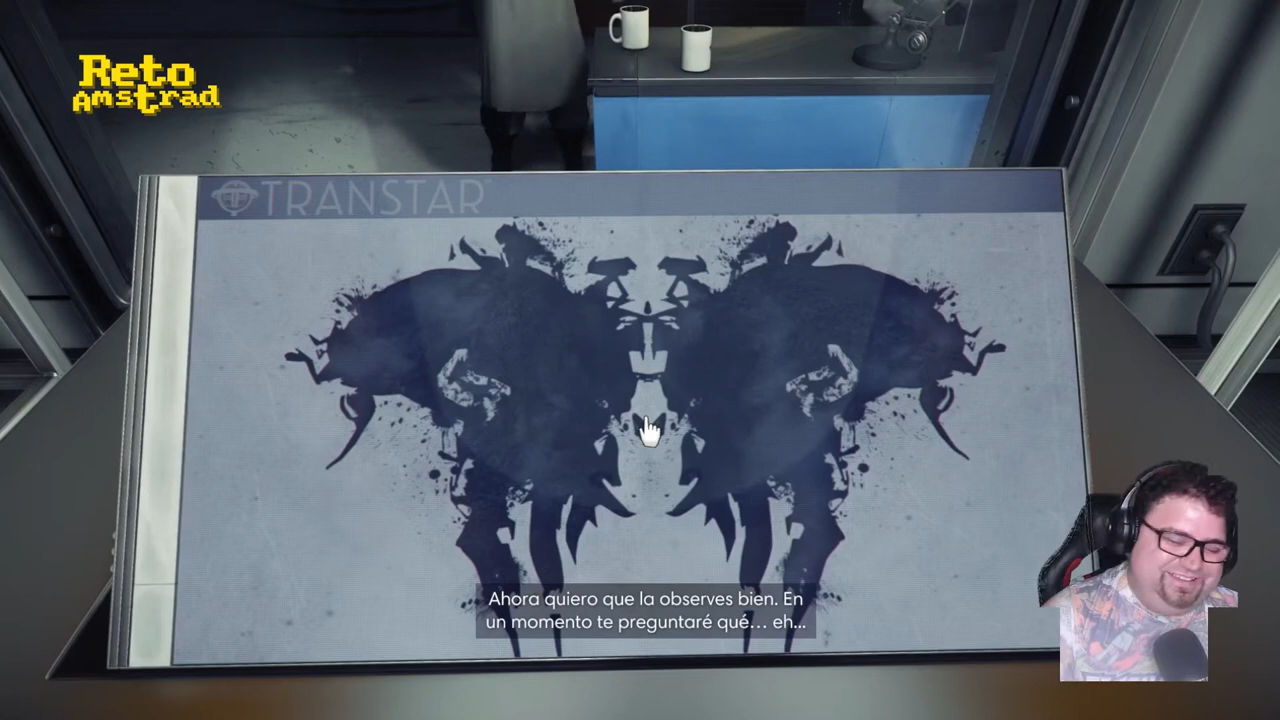 Reto
Amstrad
TRANSTAR
Ahora quiero que la observes bien. En
un momento te preguntaré qué... eh...